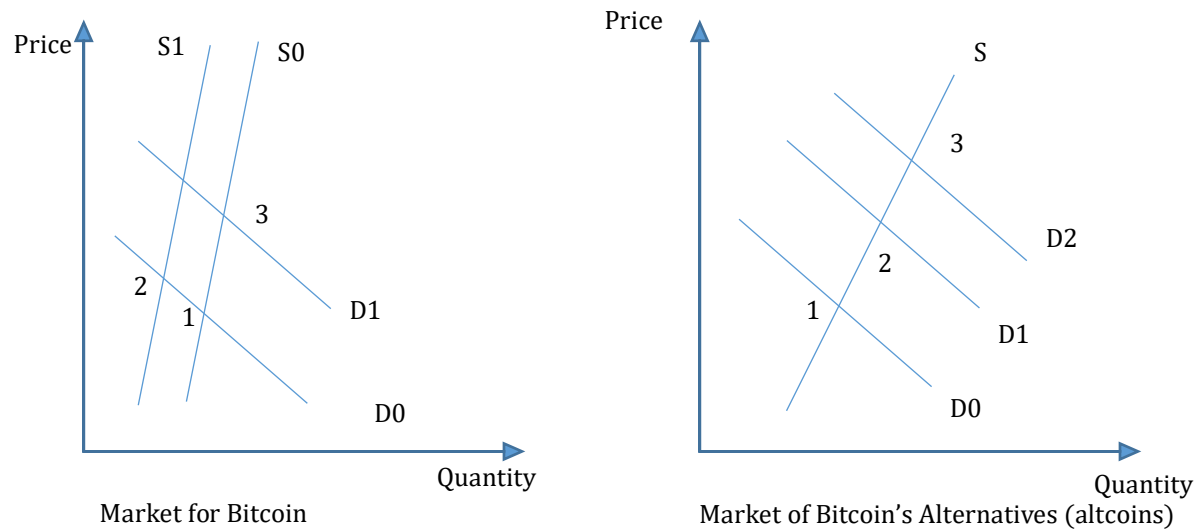 Price
S1
S0
3
2
1
D1
D0
Quantity
Market for Bitcoin
Price
S
3
D2
2
1
D1
D0
Quantity
Market of Bitcoin’s Alternatives (altcoins)